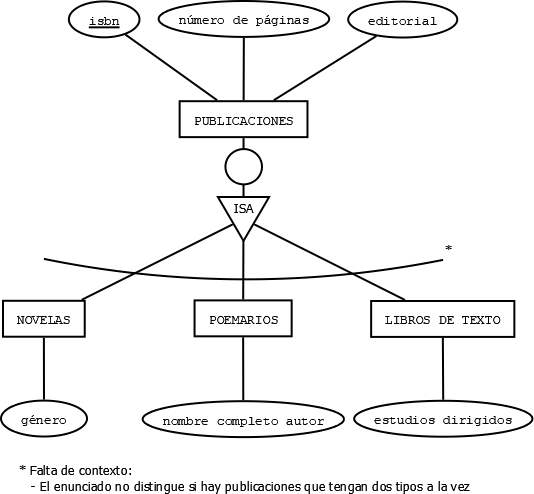 isbn
número de páginas
editorial
PUBLICACIONES
ISA
*
NOVELAS
POEMARIOS
LIBROS DE TEXTO
género
nombre completo autor
estudios dirigidos
* Falta de contexto:
- El enunciado no distingue si hay publicaciones que tengan dos tipos a la vez